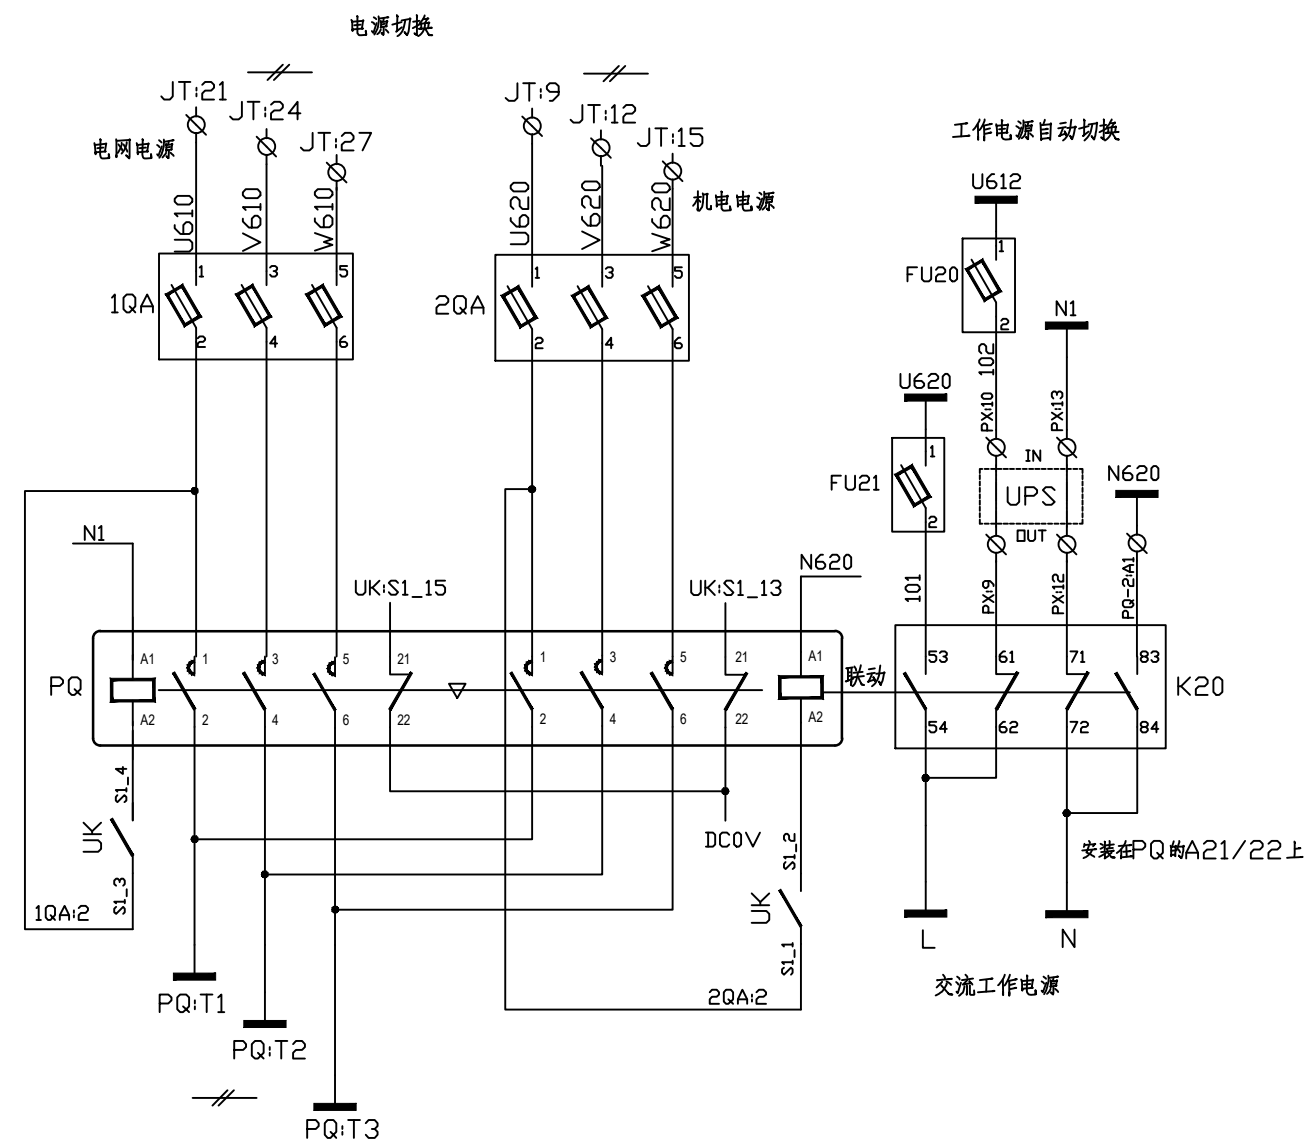 电源切换
JT:21
JT:24
JT:27
电网电源
U610
V610
W610
1QA
1
3
5
2
4
6
JT:9
JT:12
JT:15
机电电源
U620
V620
W620
2QA
1
3
5
2
4
6
工作电源自动切换
U612
FU20
1
2
102
N1
PX:10
PX:13
U620
FU21
1
2
101
IN
UPS
OUT
N620
PX:9
PX:12
PQ-2:A1
N1
UK:S1_15
UK:S1_13
N620
PQ
A1
1
3
5
21
1
3
5
21
A1
A2
2
4
6
22
2
4
6
22
A2
联动
53
61
71
83
K20
54
62
72
84
S1_4
UK
S1_3
1QA:2
DC0V
S1_2
UK
S1_1
2QA:2
安装在PQ的A21/22上
L
N
交流工作电源
PQ:T1
PQ:T2
PQ:T3